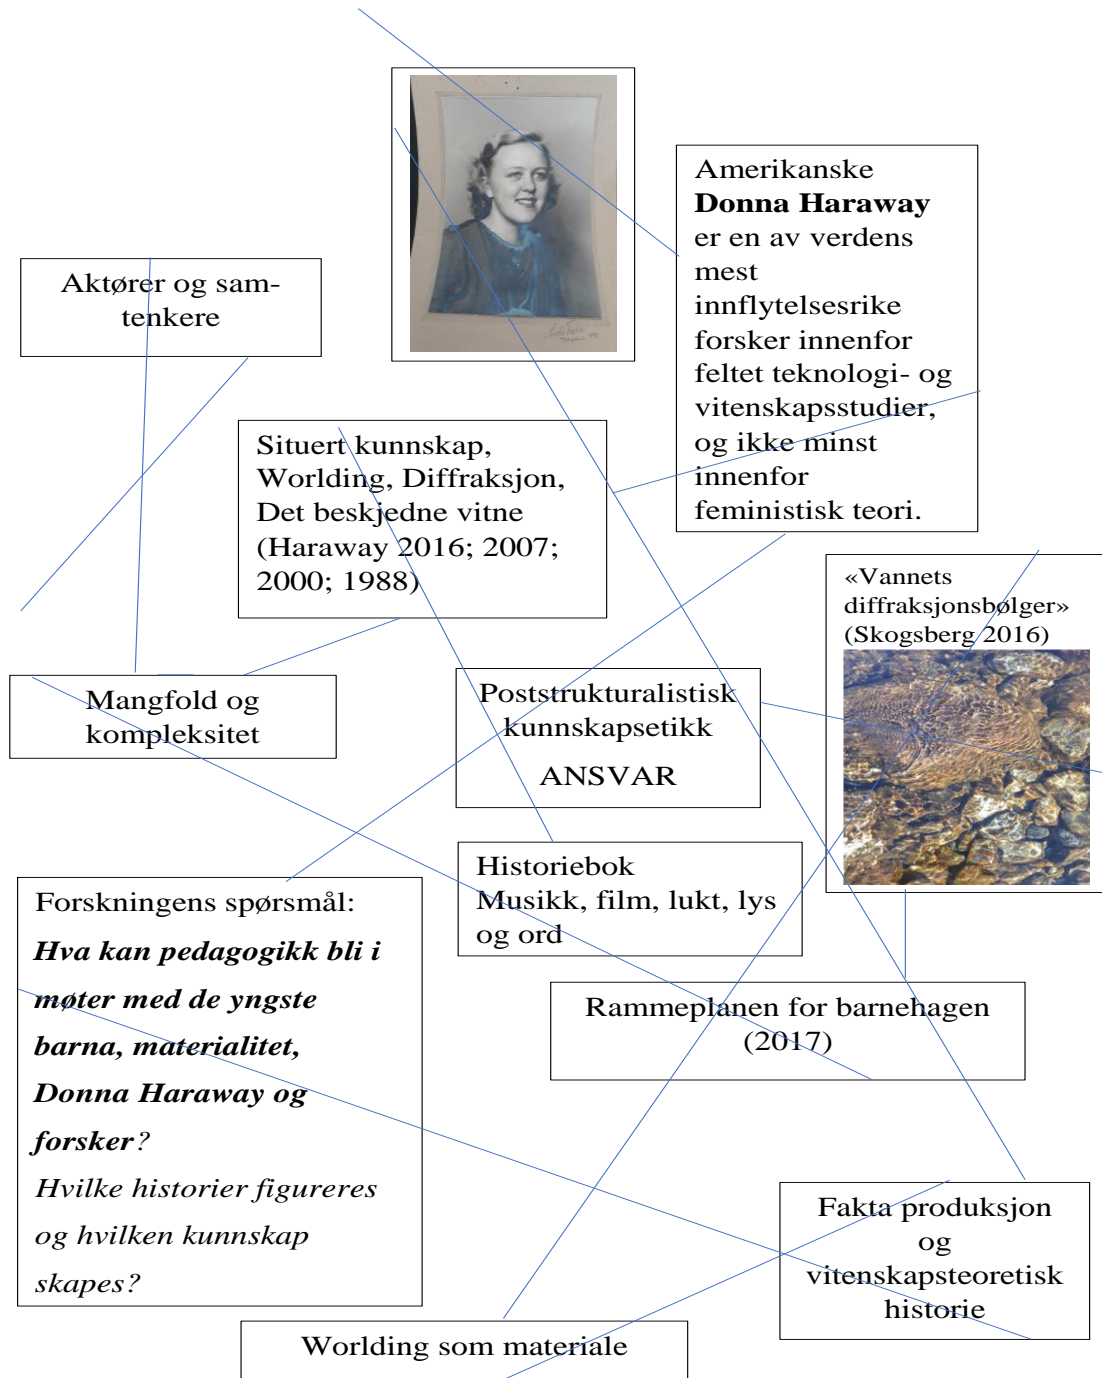 Amerikanske
Donna Haraway
er en av verdens
mest
innflytelsesrike
forsker innenfor
feltet teknologi- og
vitenskapsstudier,
og ikke minst
innenfor
feministisk teori.
Aktører og sam-
tenkere
Situert kunnskap,
Worlding, Diffraksjon,
Det beskjedne vitne
(Haraway 2016; 2007;
2000; 1988)
«Vannets
diffraksjonsbølger»
(Skogsberg 2016)
Mangfold og
kompleksitet
Poststrukturalistisk
kunnskapsetikk
ANSVAR
Historiebok
Musikk, film, lukt, lys
og ord
Forskningens spørsmål:
Hva kan pedagogikk bli i
møter med de yngste
barna, materialitet,
Donna Haraway og
forsker?
Hvilke historier figureres
og hvilken kunnskap
skapes?
Rammeplanen for barnehagen
(2017)
Fakta produksjon
og
vitenskapsteoretisk
historie
Worlding som materiale